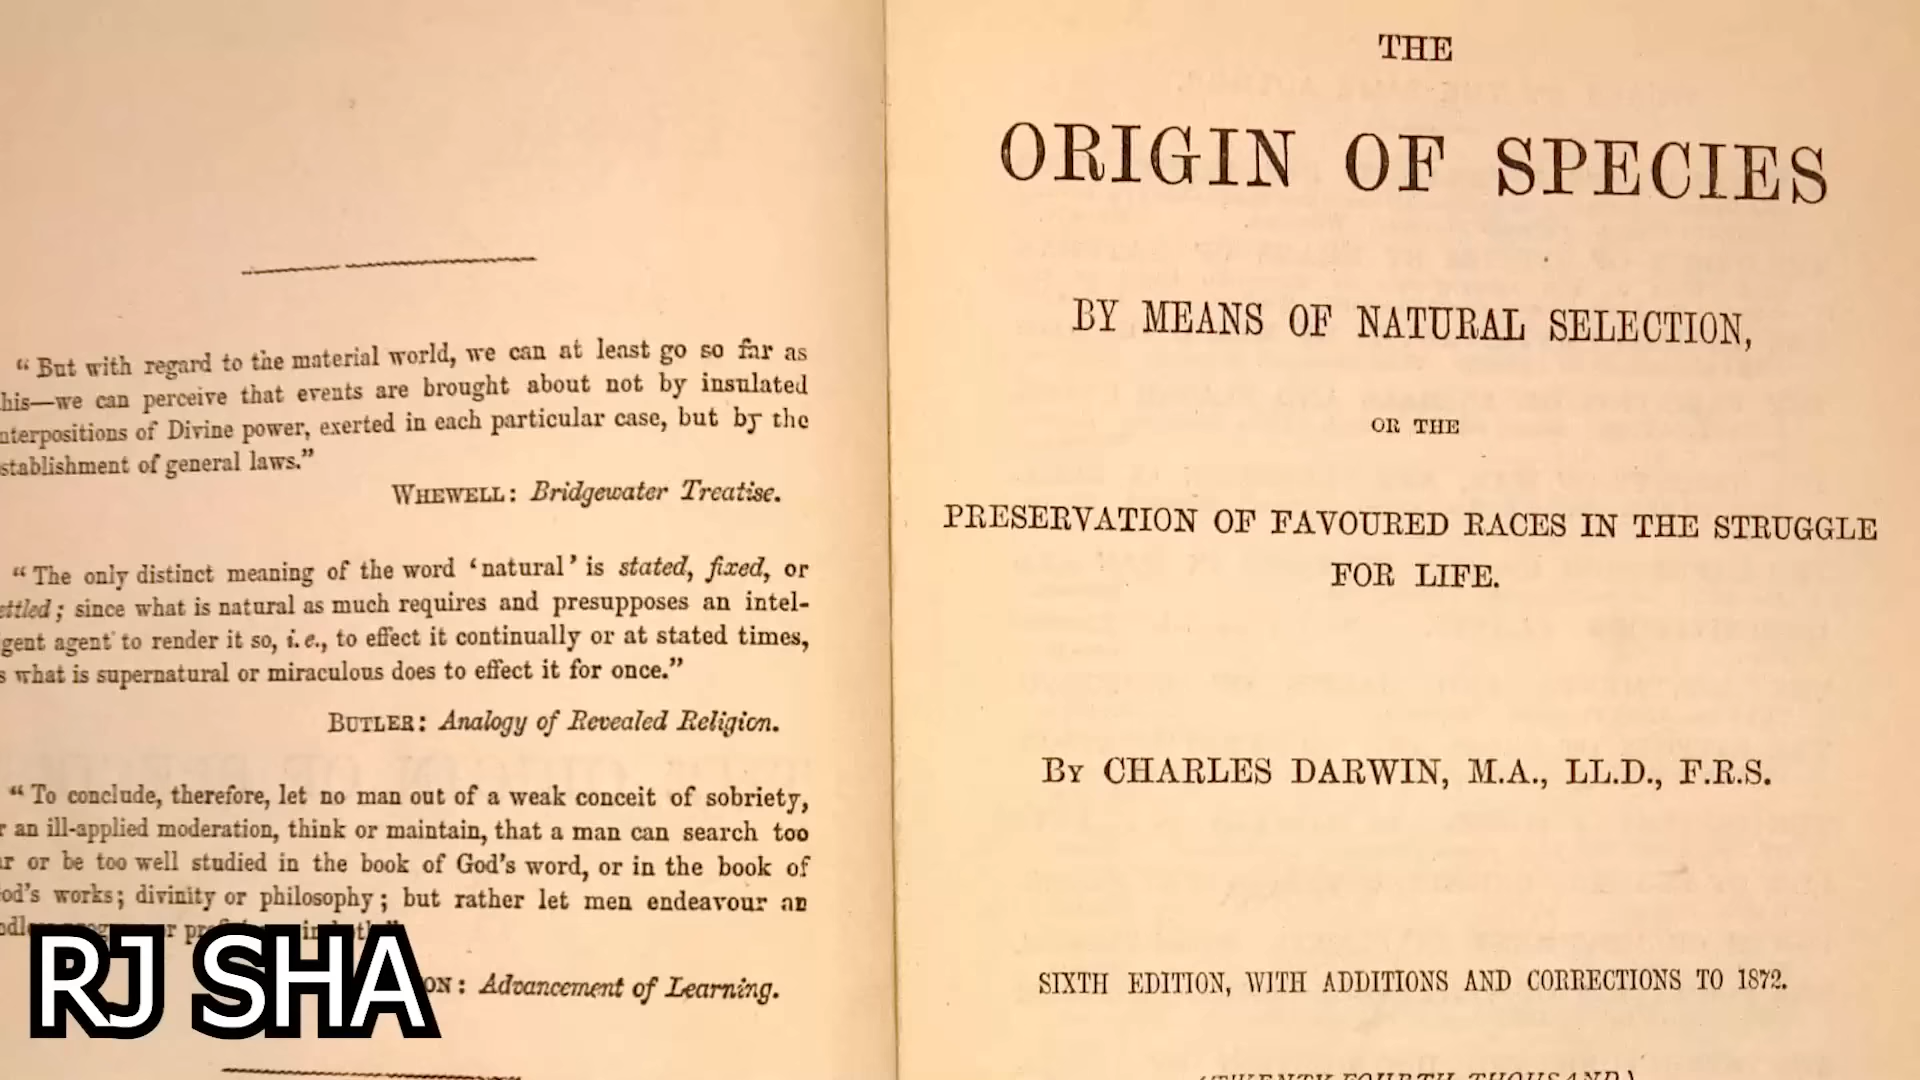 “But with regard to the material world, we can at least go so far as
his—we can perceive that events are brought about not by insulated
nterpositions of Divine power, exerted in each particular case, but by the
stablishment of general laws.”
WHEWELL: Bridgewater Treatise.
“The only distinct meaning of the word ‘natural’ is stated, fixed, or
ettled; since what is natural as much requires and presupposes an intel-
gent agent to render it so, i.e., to effect it continually or at stated times,
s what is supernatural or miraculous does to effect it for once.”
BUTLER: Analogy of Revealed Religion.
“To conclude, therefore, let no man out of a weak conceit of sobriety,
r an ill-applied moderation, think or maintain, that a man can search too
ar or be too well studied in the book of God’s word, or in the book of
od’s works; divinity or philosophy; but rather let men endeavour an
ON: Advancement of Learning.
RJ SHA
THE
ORIGIN OF SPECIES
BY MEANS OF NATURAL SELECTION,
OR THE
PRESERVATION OF FAVOURED RACES IN THE STRUGGLE
FOR LIFE.
BY CHARLES DARWIN, M.A., LL.D., F.R.S.
SIXTH EDITION, WITH ADDITIONS AND CORRECTIONS TO 1872.
(TWENTY-FOURTH THOUSAND.)